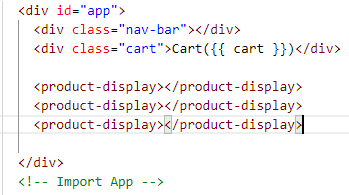 <div id="app">
<div class="nav-bar"></div>
<div class="cart">Cart({{ cart }})</div>
<product-display></product-display>
<product-display></product-display>
<product-display></product-display>
</div>
<!-- Import App -->